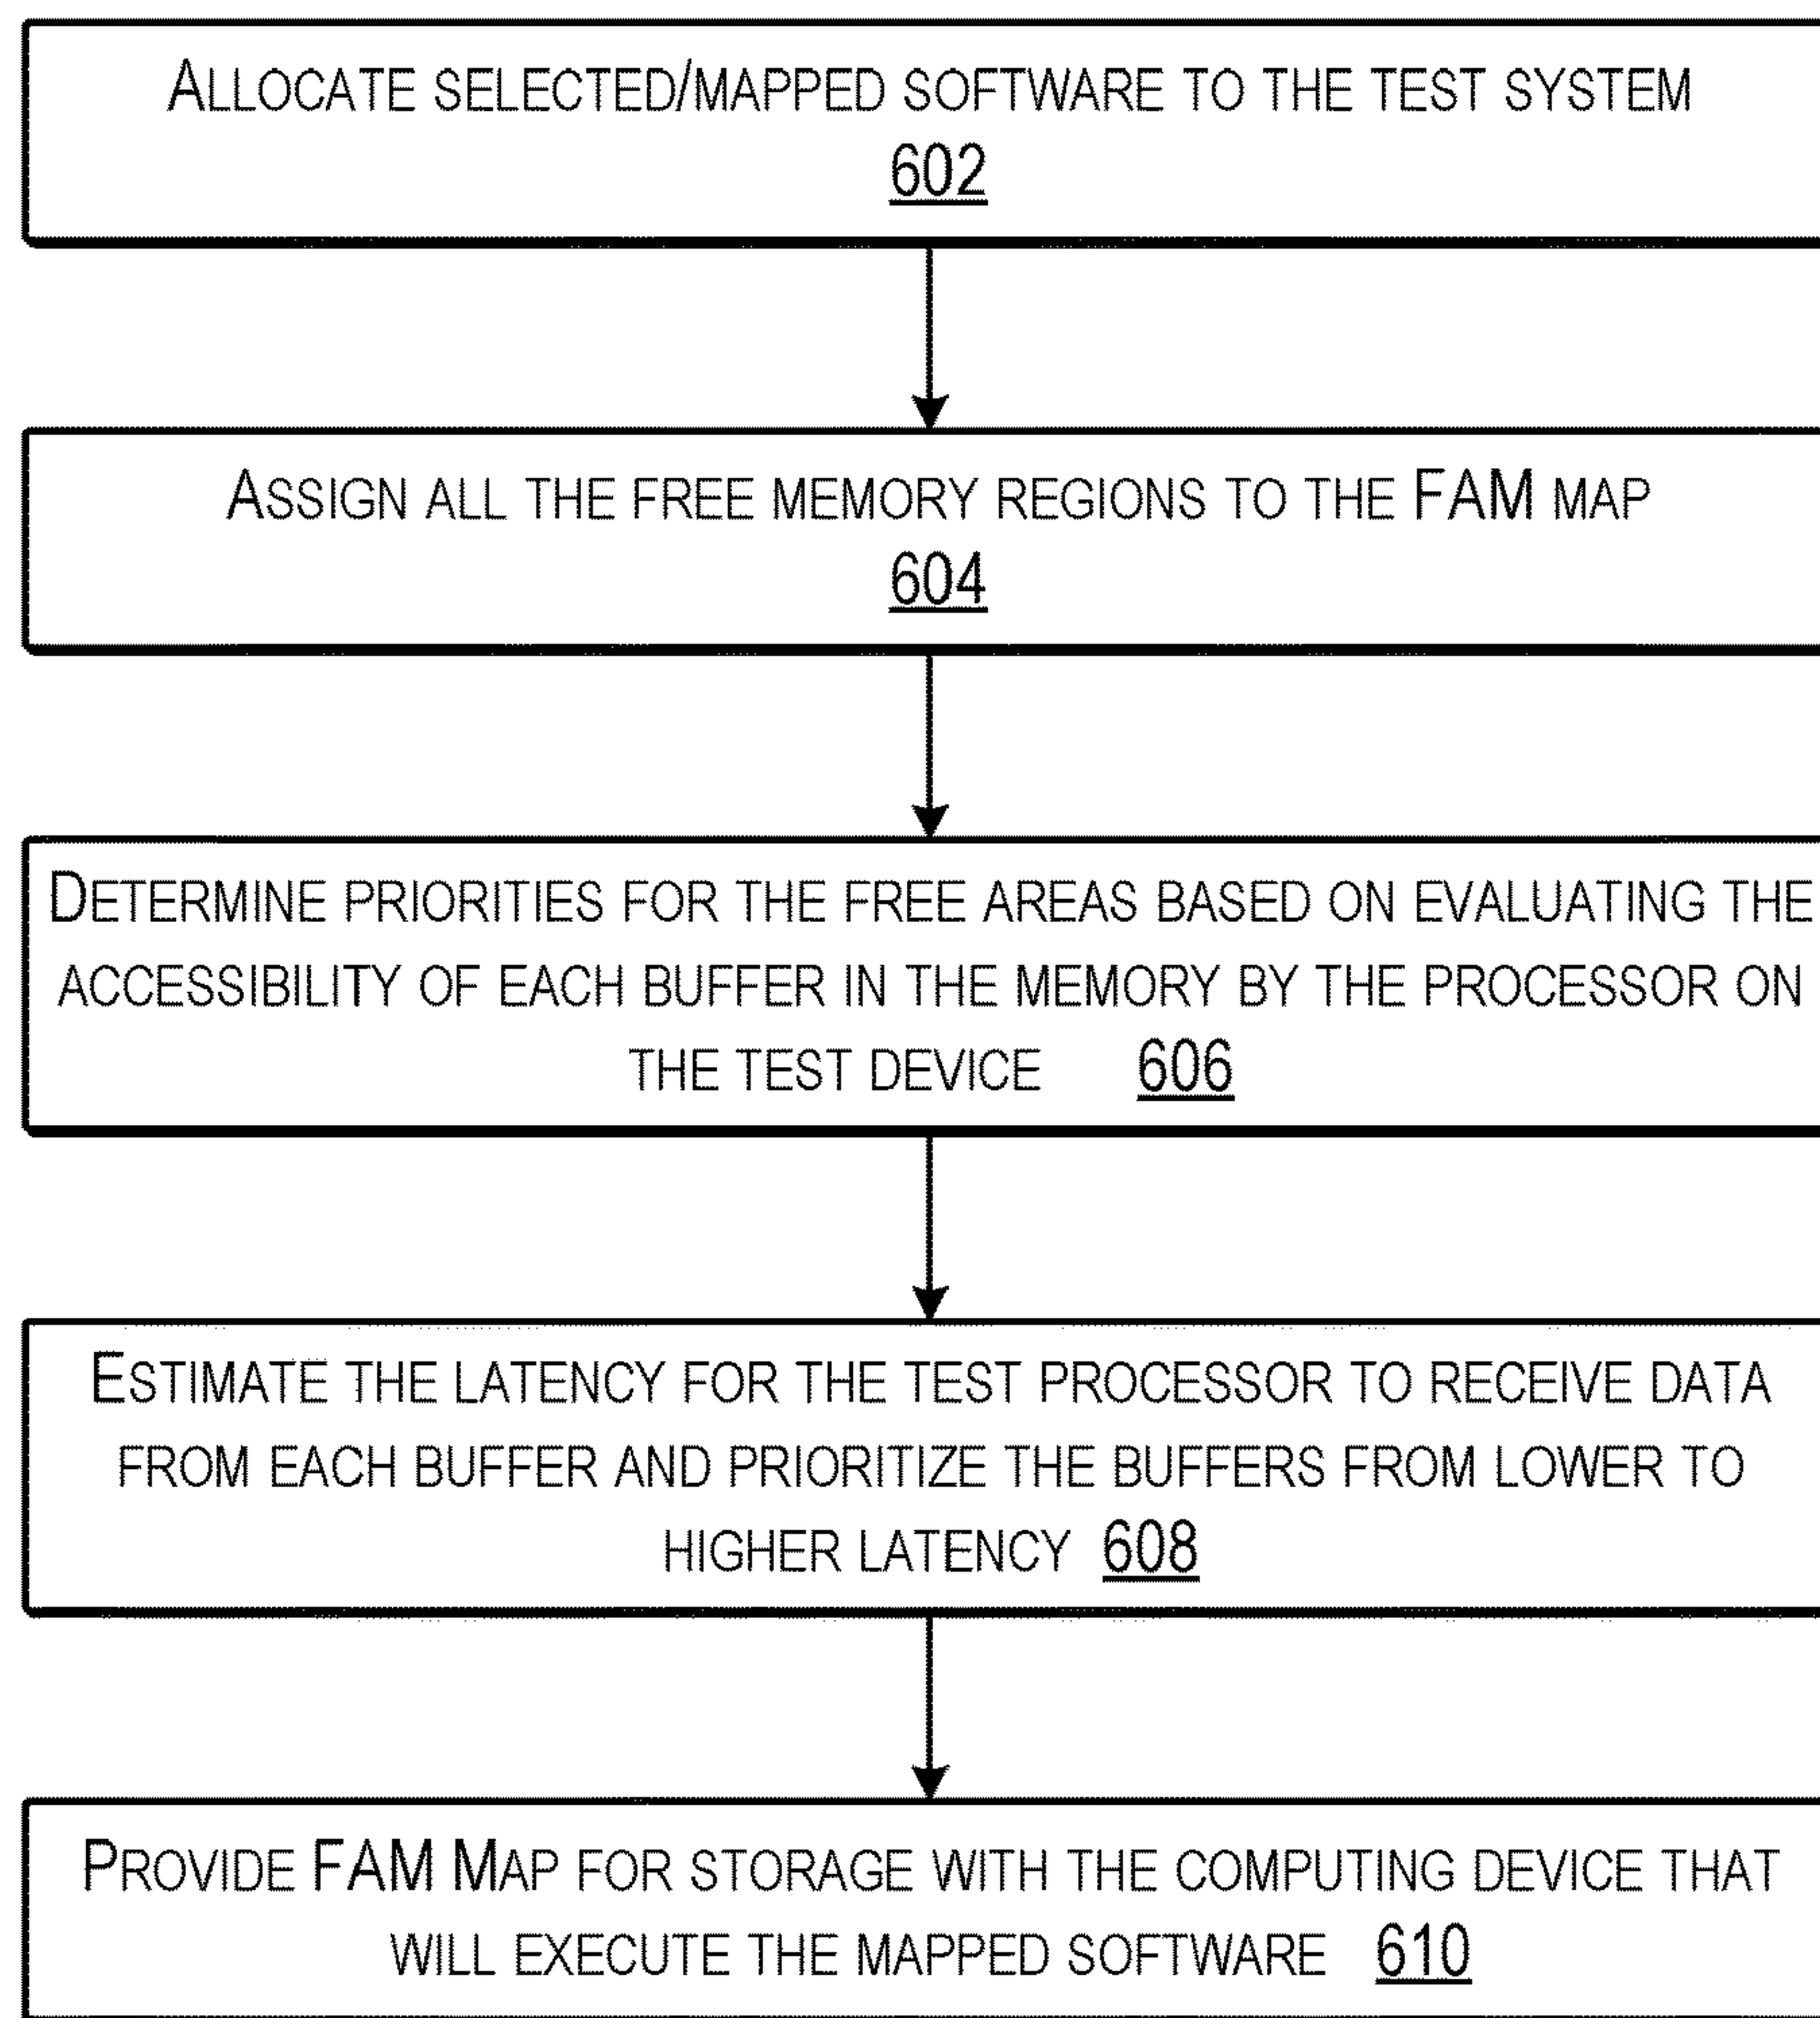 ALLOCATE SELECTED/MAPPED SOFTWARE TO THE TEST SYSTEM
602
ASSIGN ALL THE FREE MEMORY REGIONS TO THE FAM MAP
604
DETERMINE PRIORITIES FOR THE FREE AREAS BASED ON EVALUATING THE
ACCESSIBILITY OF EACH BUFFER IN THE MEMORY BY THE PROCESSOR ON
THE TEST DEVICE 606
ESTIMATE THE LATENCY FOR THE TEST PROCESSOR TO RECEIVE DATA
FROM EACH BUFFER AND PRIORITIZE THE BUFFERS FROM LOWER TO
HIGHER LATENCY 608
PROVIDE FAM MAP FOR STORAGE WITH THE COMPUTING DEVICE THAT
WILL EXECUTE THE MAPPED SOFTWARE 610